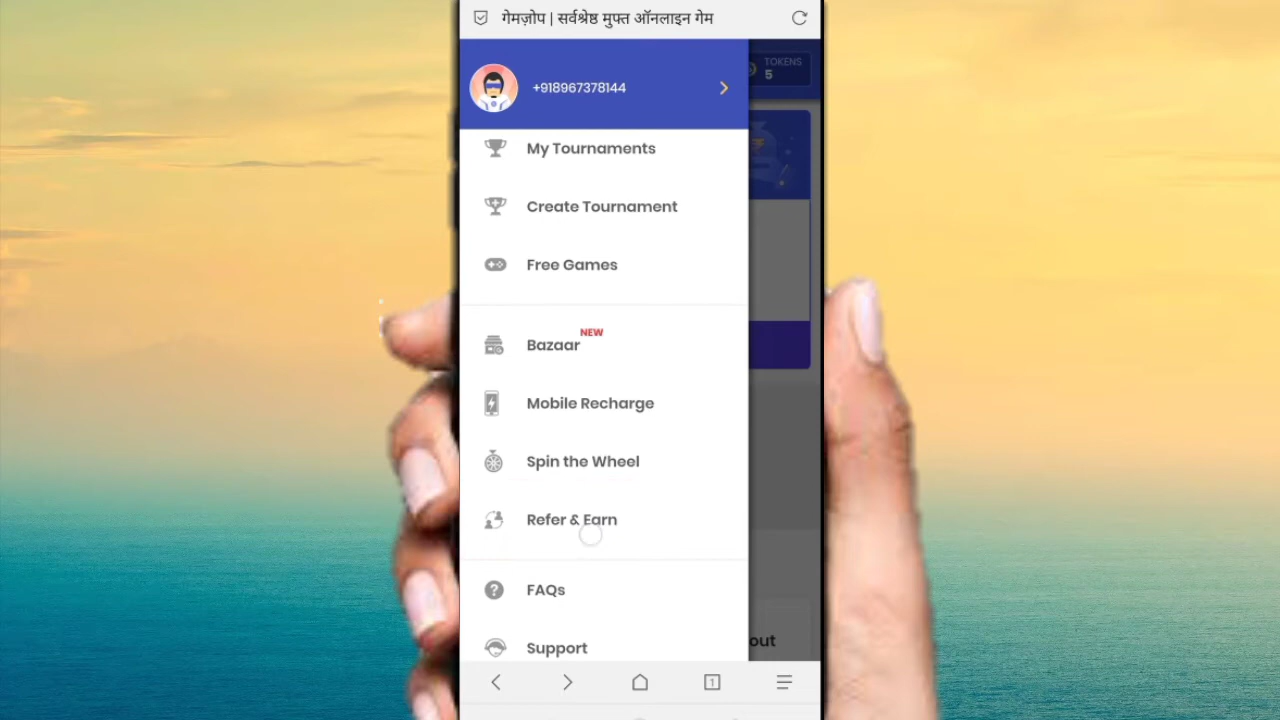 गेमज़ोप | सर्वश्रेष्ठ मुफ्त ऑनलाइन गेम
+918967378144
TOKENS
5
My Tournaments
Create Tournament
Free Games
NEW
Bazaar
Mobile Recharge
Spin the Wheel
Refer & Earn
FAQs
Support
out
1